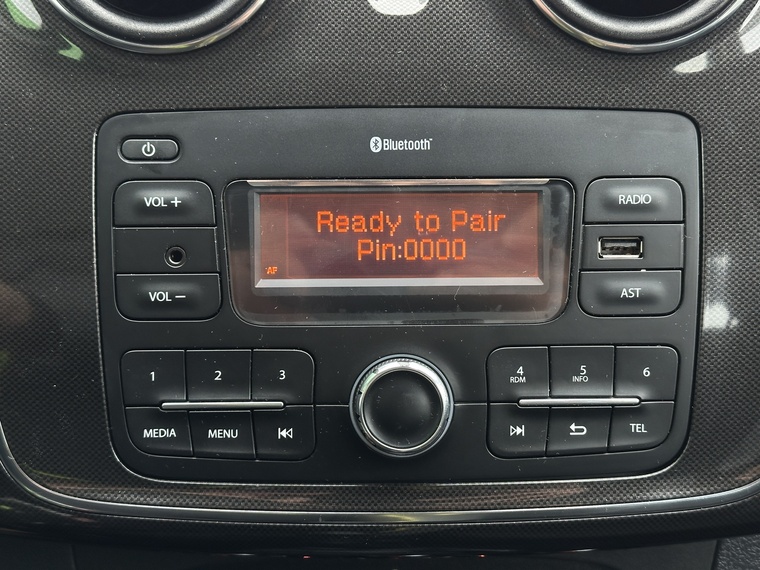 Bluetooth™
VOL +
RADIO
Ready to Pair
Pin:0000
AF
VOL −
AST
1
2
3
4
RDM
5
INFO
6
MEDIA
MENU
TEL